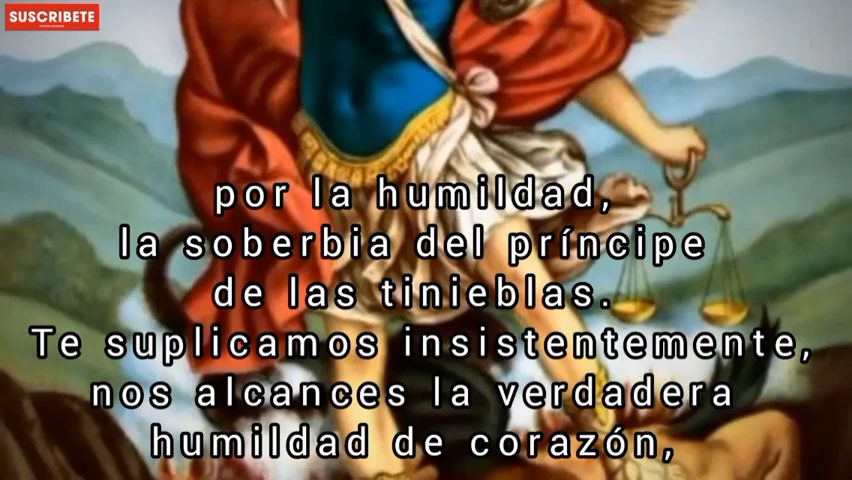 SUSCRIBETE
por la humildad,
la soberbia del príncipe
de las tinieblas.
Te suplicamos insistentemente,
nos alcances la verdadera
humildad de corazón,